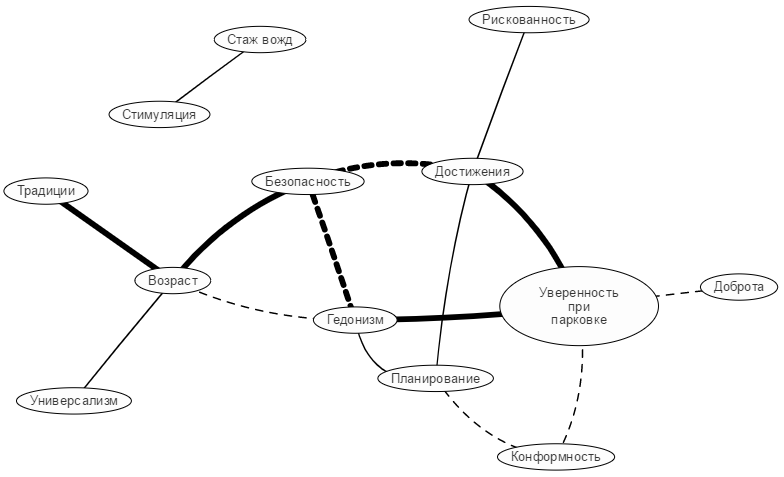 Рискованность
Стаж вожд
Стимуляция
Достижения
Безопасность
Традиции
Возраст
Уверенность
при
парковке
Доброта
Гедонизм
Планирование
Универсализм
Конформность